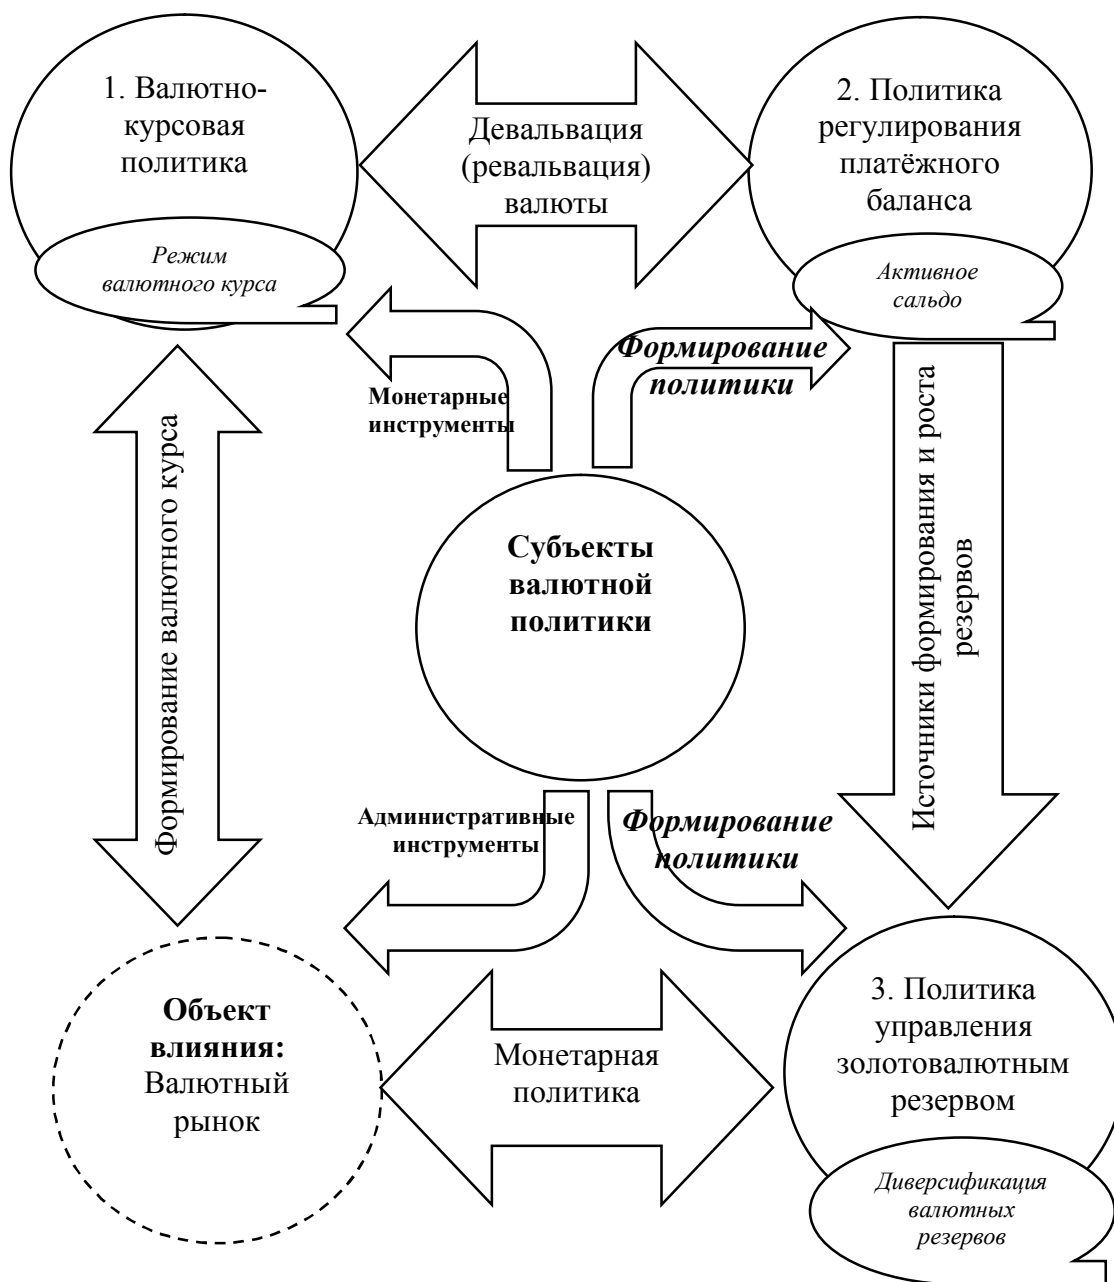 1. Валютно-
курсовая
политика
Режим
валютного курса
Девальвация
(ревальвация)
валюты
2. Политика
регулирования
платёжного
баланса
Активное
сальдо
Монетарные
инструменты
Формирование
политики
Формирование валютного курса
Субъекты
валютной
политики
Источники формирования и роста
резервов
Административные
инструменты
Формирование
политики
Объект
влияния:
Валютный
рынок
Монетарная
политика
3. Политика
управления
золотовалютным
резервом
Диверсификация
валютных
резервов